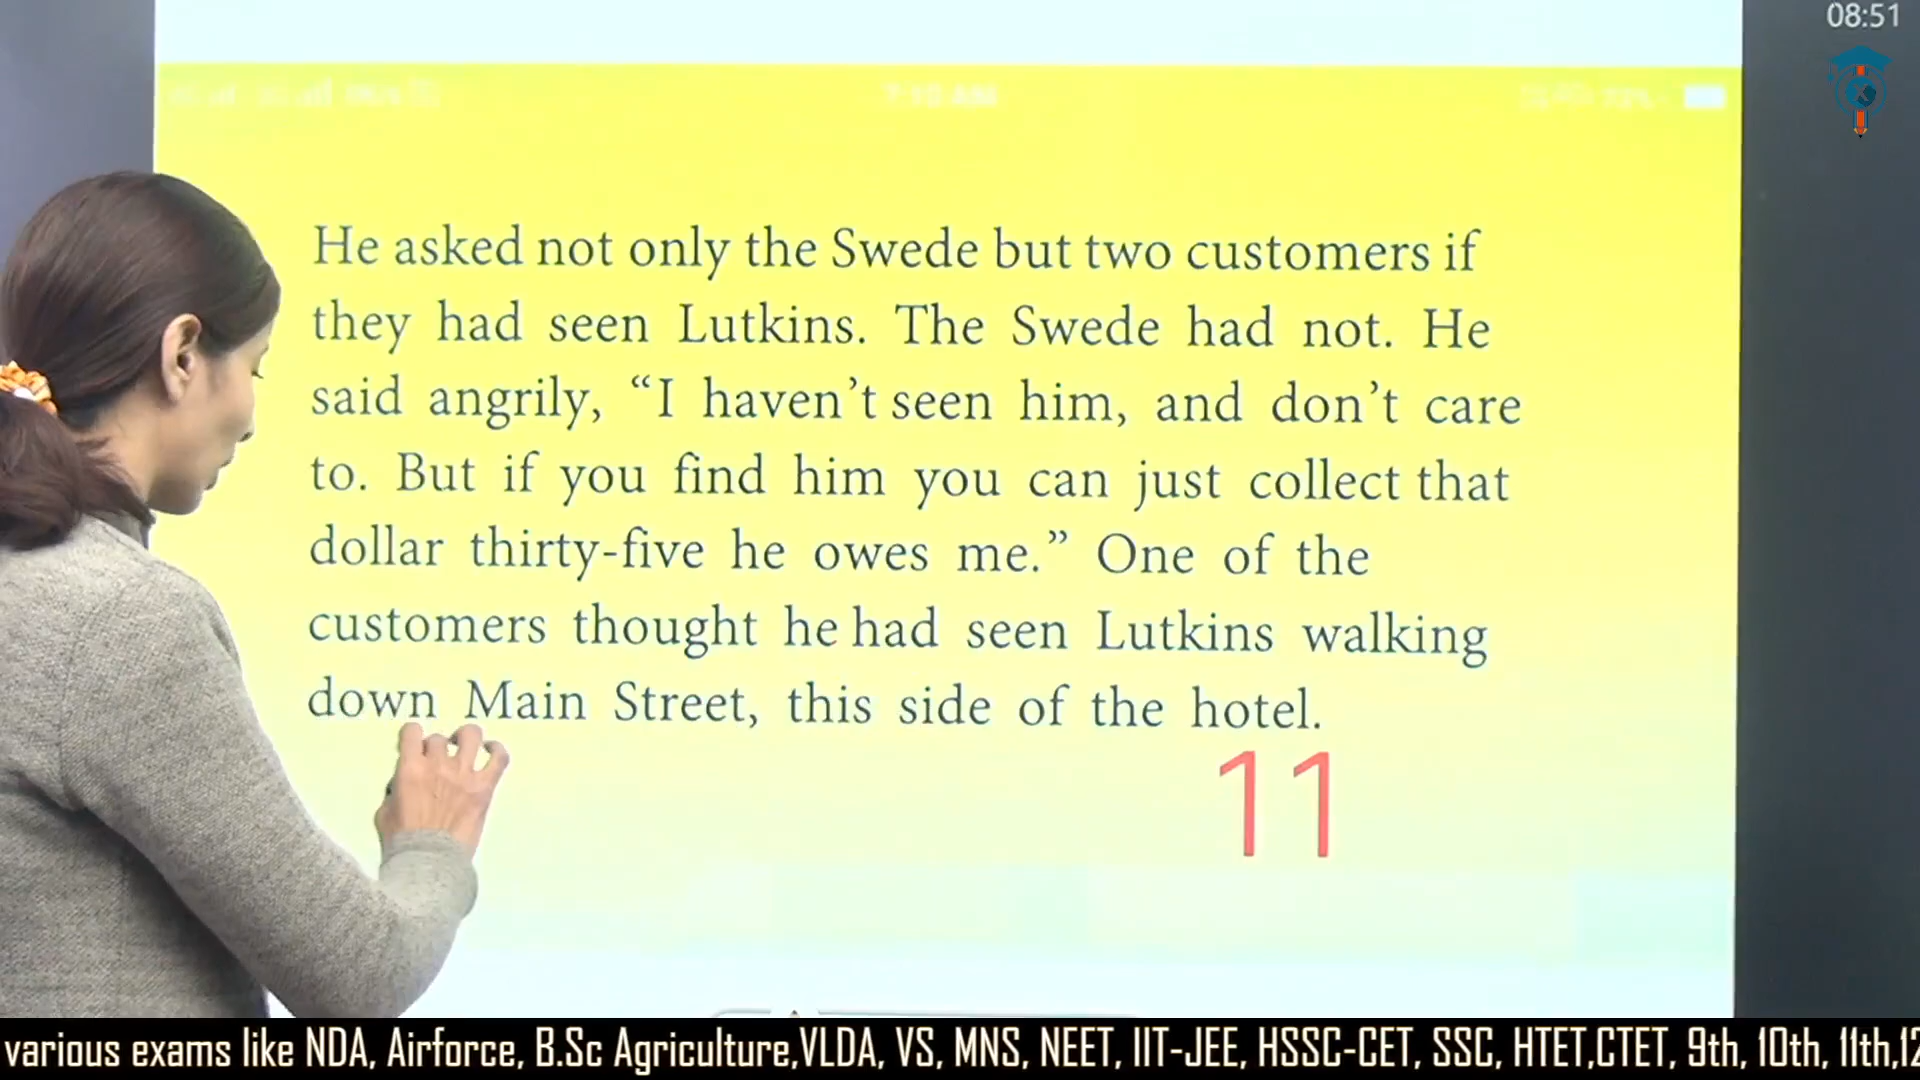 08:51
He asked not only the Swede but two customers if
they had seen Lutkins. The Swede had not. He
said angrily, “I haven’t seen him, and don’t care
to. But if you find him you can just collect that
dollar thirty-five he owes me.” One of the
customers thought he had seen Lutkins walking
down Main Street, this side of the hotel.
11
various exams like NDA, Airforce, B.Sc Agriculture,VLDA, VS, MNS, NEET, IIT-JEE, HSSC-CET, SSC, HTET,CTET, 9th, 10th, 11th,12